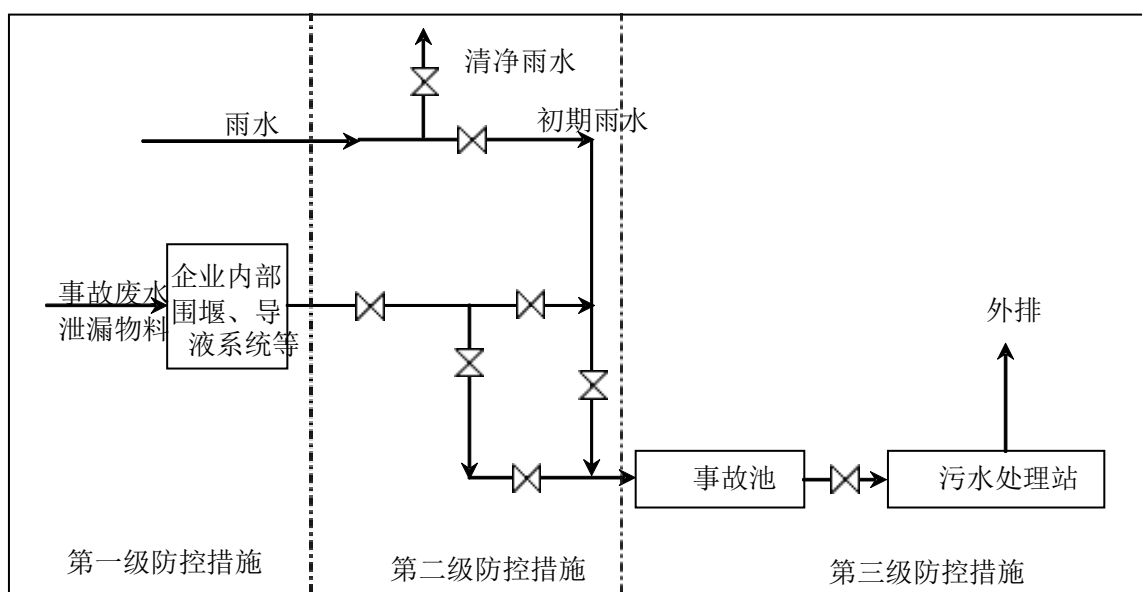 清净雨水
雨水
初期雨水
事故废水
泄漏物料
企业内部
围堰、导
液系统等
外排
事故池
污水处理站
第一级防控措施
第二级防控措施
第三级防控措施